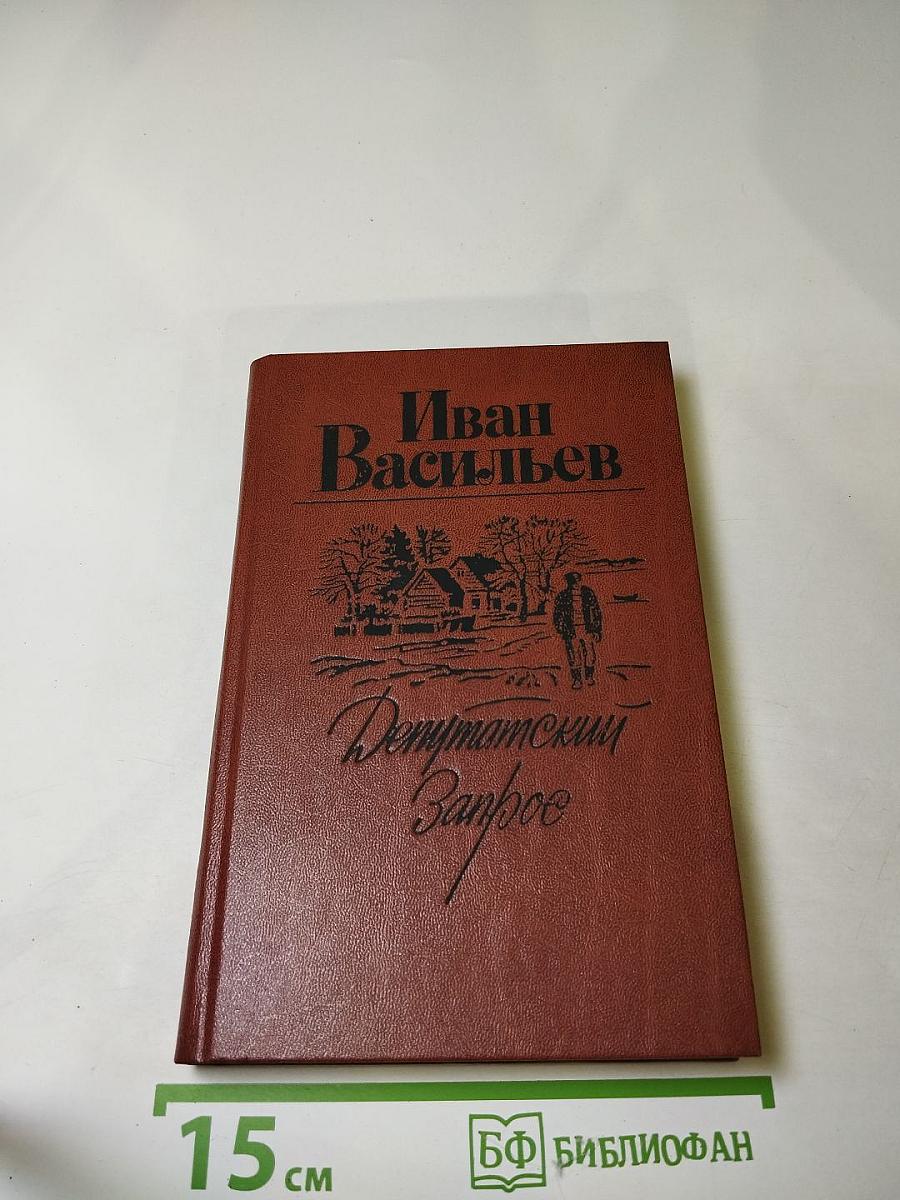 Иван
Васильев
Депутатский
Запрос
15 см
БФ БИБЛИОФАН